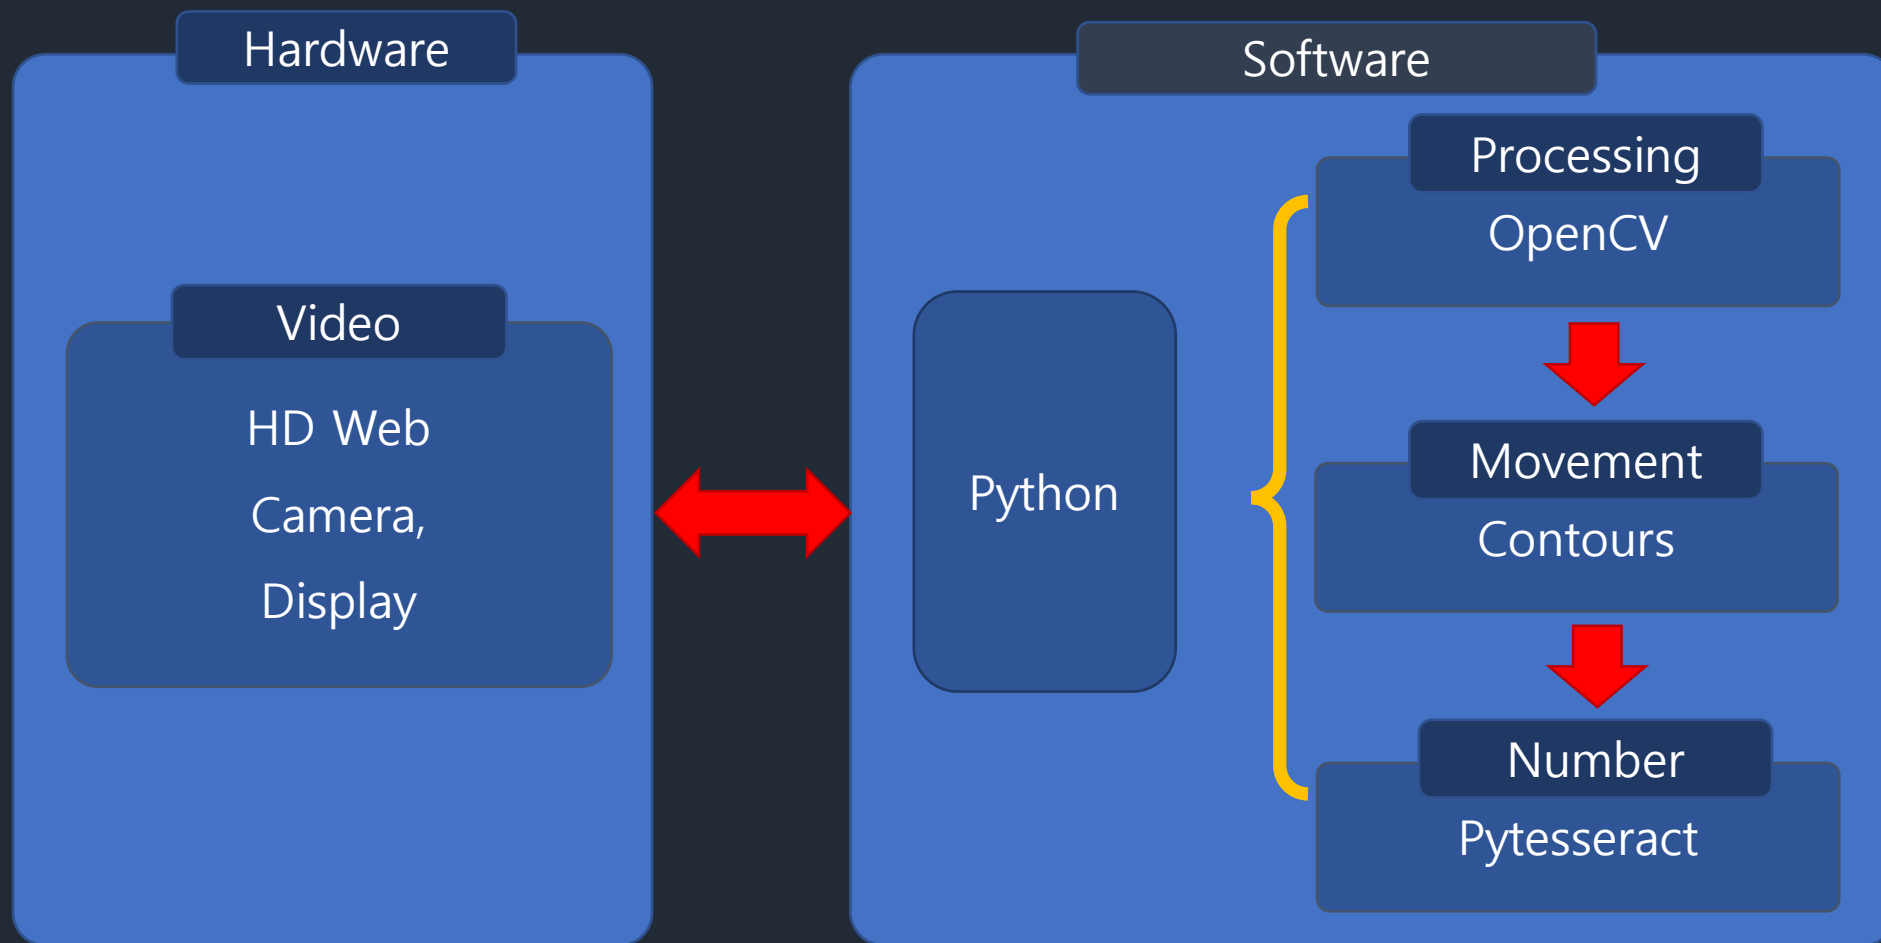 Hardware
Video
HD Web
Camera,
Display
Software
Python
Processing
OpenCV
Movement
Contours
Number
Pytesseract